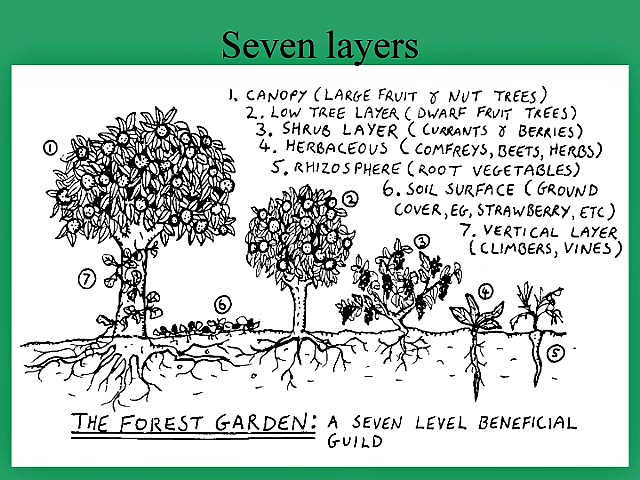 Seven layers
1. CANOPY (LARGE FRUIT & NUT TREES)
2. LOW TREE LAYER (DWARF FRUIT TREES)
3. SHRUB LAYER (CURRANTS & BERRIES)
4. HERBACEOUS (COMFREYS, BEETS, HERBS)
5. RHIZOSPHERE (ROOT VEGETABLES)
6. SOIL SURFACE (GROUND
COVER, EG, STRAWBERRY, ETC)
7. VERTICAL LAYER
(CLIMBERS, VINES)
1
2
3
7
6
4
5
THE FOREST GARDEN: A SEVEN LEVEL BENEFICIAL
GUILD